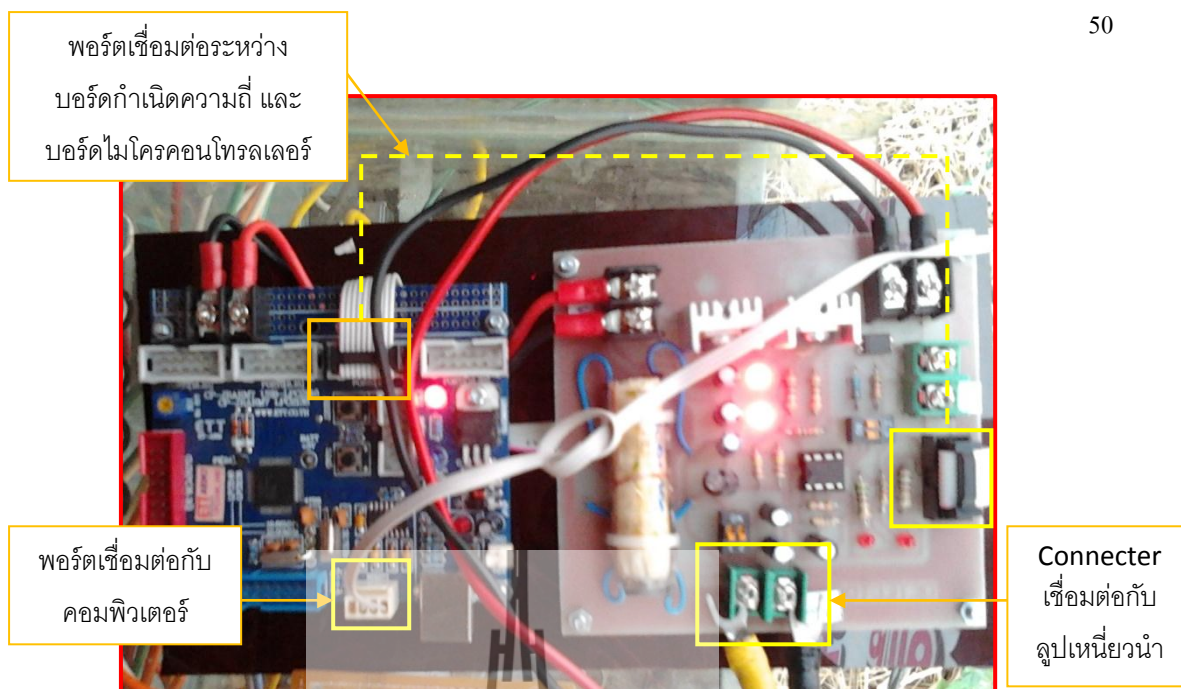 50
พอร์ตเชื่อมต่อระหว่าง
บอร์ดกำเนิดความถี่ และ
บอร์ดไมโครคอนโทรลเลอร์
ETT
BATT
พอร์ตเชื่อมต่อกับ
คอมพิวเตอร์
Connecter
เชื่อมต่อกับ
ลูปเหนี่ยวนำ